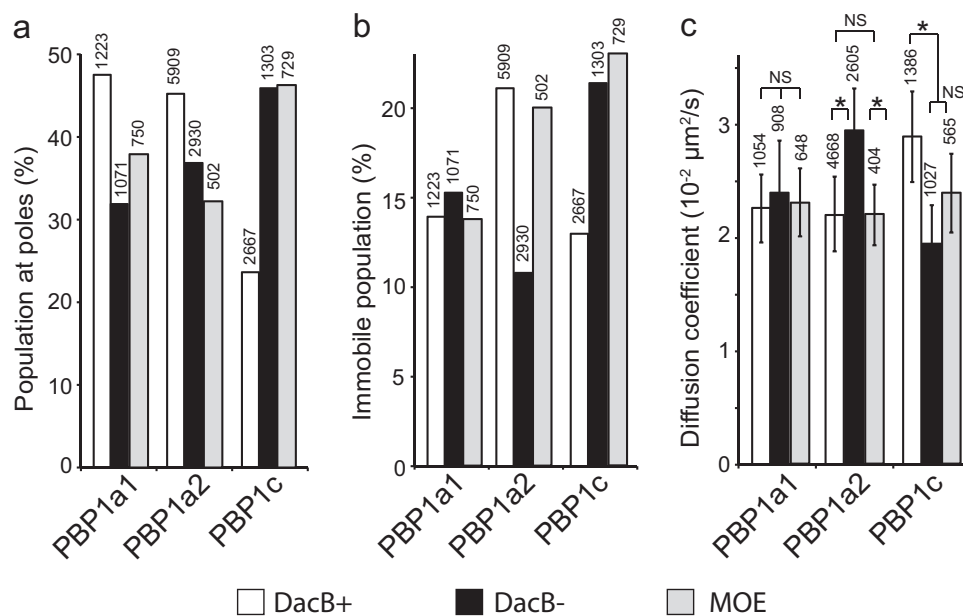 a
Population at poles (%)
50
40
30
20
10
0
1223
1071
750
5909
2930
502
2667
1303
729
PBP1a1
PBP1a2
PBP1c
b
Immobile population (%)
20
15
10
5
0
1223
1071
750
5909
2930
502
2667
1303
729
PBP1a1
PBP1a2
PBP1c
c
Diffusion coefficient (10⁻² μm²/s)
3
2
1
0
NS
1054
908
648
NS
2605
*
*
4668
404
*
1386
NS
1027
565
PBP1a1
PBP1a2
PBP1c
DacB+
DacB-
MOE